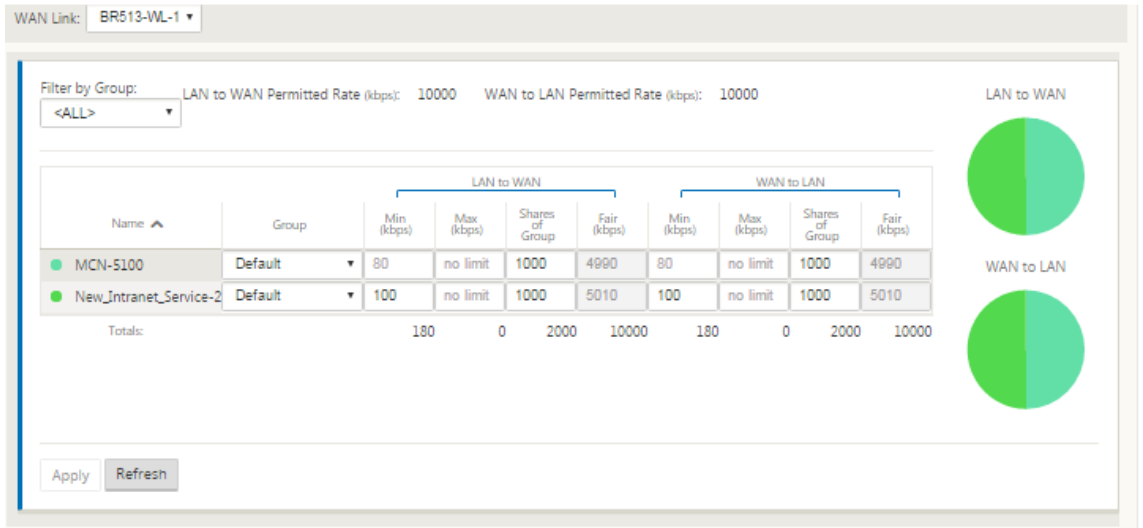 WAN Link: BR513-WL-1
Filter by Group:
<ALL>
LAN to WAN Permitted Rate (kbps): 10000 WAN to LAN Permitted Rate (kbps): 10000
LAN to WAN WAN to LAN
Name Group Min (kbps) Max (kbps) Shares of Group Fair (kbps) Min (kbps) Max (kbps) Shares of Group Fair (kbps)
MCN-5100 Default 80 no limit 1000 4990 80 no limit 1000 4990
New_Intranet_Service-2 Default 100 no limit 1000 5010 100 no limit 1000 5010
Totals: 180 0 2000 10000 180 0 2000 10000
LAN to WAN
WAN to LAN
Apply Refresh